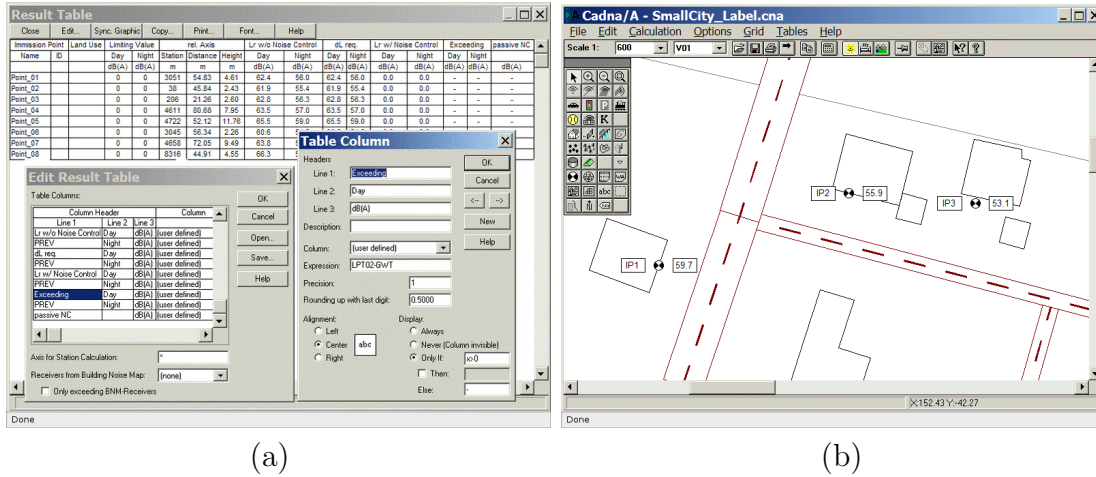 Result Table
Close Edit... Sync. Graphic Copy... Print... Font... Help
Immission Point Land Use Limiting Value rel. Axis Lr w/o Noise Control dL req. Lr w/ Noise Control Exceeding passive NC
Name ID Day Night Station Distance Height Day Night Day Night Day Night Day Night
dB(A) dB(A) m m m dB(A) dB(A) dB(A) dB(A) dB(A) dB(A) dB(A) dB(A) dB(A)
Point_01 0 0 3051 54.83 4.61 62.4 56.0 62.4 56.0 0.0 0.0 - - -
Point_02 0 0 38 45.84 2.43 61.9 55.4 61.9 55.4 0.0 0.0 - - -
Point_03 0 0 206 21.26 2.60 62.8 56.3 62.8 56.3 0.0 0.0 - - -
Point_04 0 0 4611 80.68 7.95 63.5 57.0 63.5 57.0 0.0 0.0 - - -
Point_05 0 0 4722 52.12 11.76 65.5 59.0 65.5 59.0 0.0 0.0 - - -
Point_06 0 0 3045 56.34 2.26 60.6
Point_07 0 0 4658 72.05 9.49 63.8
Point_08 0 0 8316 44.91 4.55 66.3
Edit Result Table
Table Columns:
Column Header Column
Line 1 Line 2 Line 3
Lr w/o Noise Control Day dB(A) (user defined)
PREV Night dB(A) (user defined)
dL req. Day dB(A) (user defined)
PREV Night dB(A) (user defined)
Lr w/ Noise Control Day dB(A) (user defined)
PREV Night dB(A) (user defined)
Exceeding Day dB(A) (user defined)
PREV Night dB(A) (user defined)
passive NC dB(A) (user defined)
OK
Cancel
Open...
Save...
Help
Axis for Station Calculation: *
Receivers from Building Noise Map: (none)
Only exceeding BNM-Receivers
Table Column
Headers
Line 1: Exceeding
Line 2: Day
Line 3: dB(A)
Description:
Column: (user defined)
Expression: LPT02-GWT
Precision: 1
Rounding up with last digit: 0.5000
Alignment:
Left
Center
Right
abc
Display:
Always
Never (Column invisible)
Only If: x>0
Then:
Else: -
OK
Cancel
<-- -->
New
Help
Done
(a)
Cadna/A - SmallCity_Label.cna
File Edit Calculation Options Grid Tables Help
Scale 1: 600 V01
P
K
dB abc
IP2 55.9
IP3 53.1
IP1 59.7
X:152.43 Y:-42.27
Done
(b)